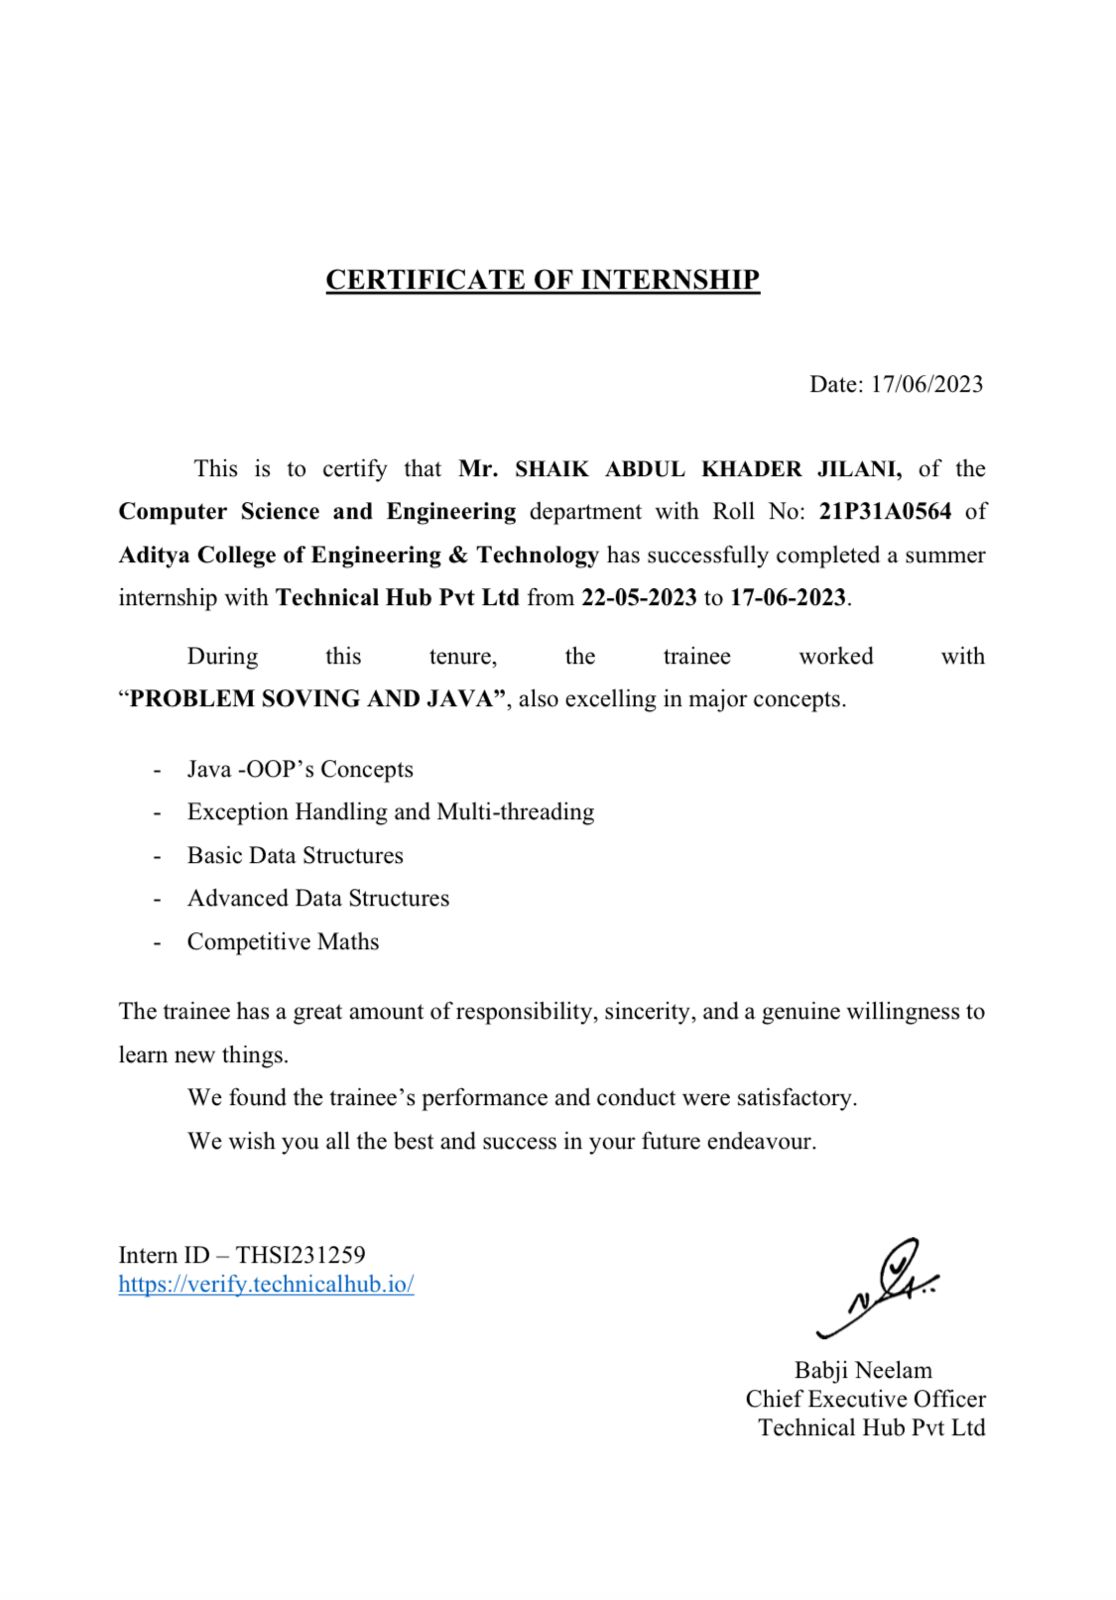 CERTIFICATE OF INTERNSHIP
Date: 17/06/2023
This is to certify that Mr. SHAIK ABDUL KHADER JILANI, of the
Computer Science and Engineering department with Roll No: 21P31A0564 of
Aditya College of Engineering & Technology has successfully completed a summer
internship with Technical Hub Pvt Ltd from 22-05-2023 to 17-06-2023.
During this tenure, the trainee worked with
“PROBLEM SOVING AND JAVA”, also excelling in major concepts.
- Java -OOP’s Concepts
- Exception Handling and Multi-threading
- Basic Data Structures
- Advanced Data Structures
- Competitive Maths
The trainee has a great amount of responsibility, sincerity, and a genuine willingness to
learn new things.
We found the trainee’s performance and conduct were satisfactory.
We wish you all the best and success in your future endeavour.
Intern ID – THSI231259
https://verify.technicalhub.io/
Babji Neelam
Chief Executive Officer
Technical Hub Pvt Ltd